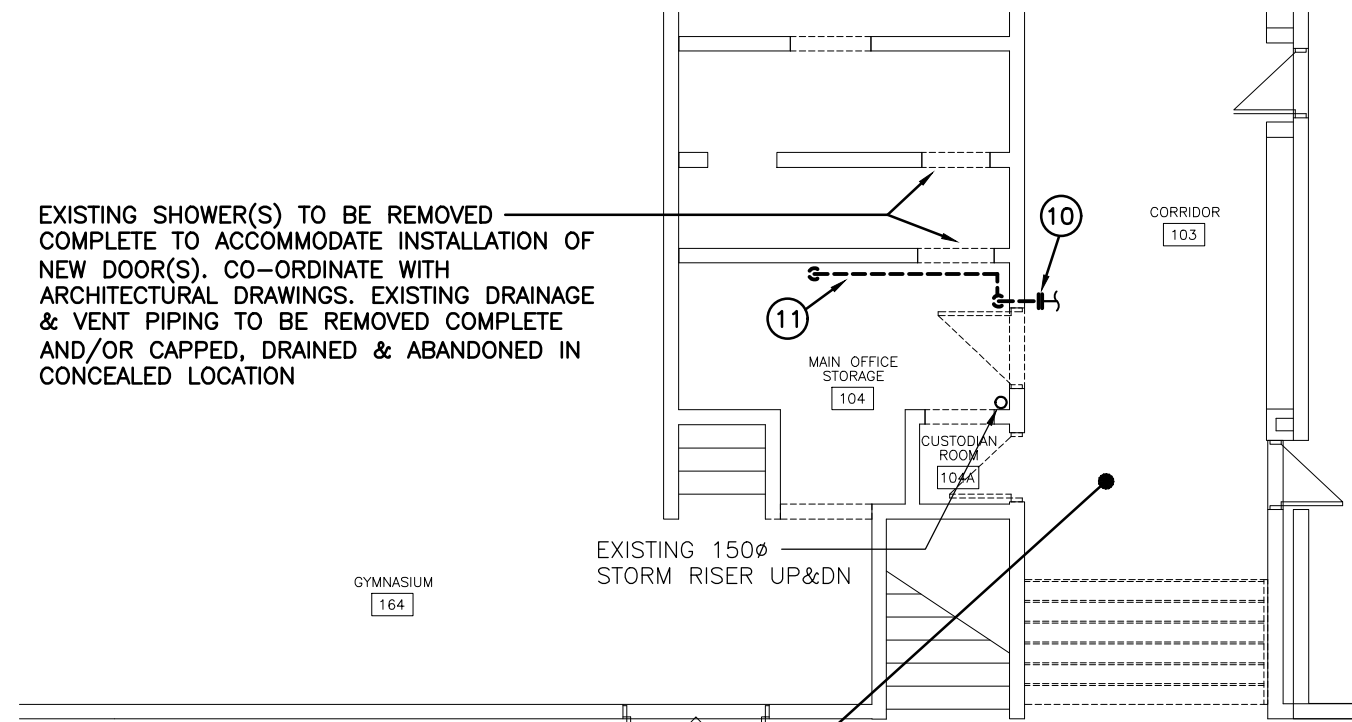 EXISTING SHOWER(S) TO BE REMOVED
COMPLETE TO ACCOMMODATE INSTALLATION OF
NEW DOOR(S). CO-ORDINATE WITH
ARCHITECTURAL DRAWINGS. EXISTING DRAINAGE
& VENT PIPING TO BE REMOVED COMPLETE
AND/OR CAPPED, DRAINED & ABANDONED IN
CONCEALED LOCATION
10
CORRIDOR
103
11
MAIN OFFICE
STORAGE
104
CUSTODIAN
ROOM
104A
EXISTING 150ø
STORM RISER UP&DN
GYMNASIUM
164